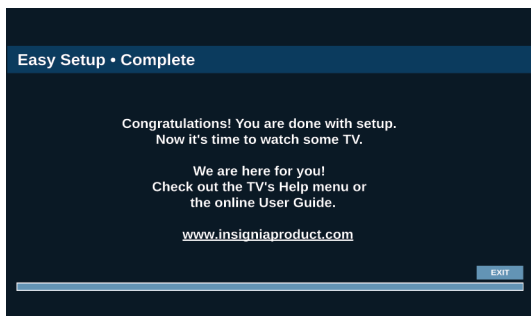 Easy Setup • Complete
Congratulations! You are done with setup.
Now it's time to watch some TV.
We are here for you!
Check out the TV's Help menu or
the online User Guide.
www.insigniaproduct.com
EXIT